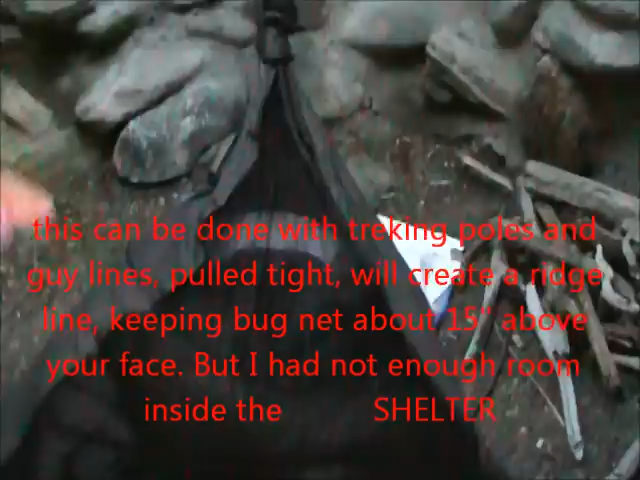 this can be done with treking poles and
guy lines, pulled tight, will create a ridge
line, keeping bug net about 15" above
your face. But I had not enough room
inside the SHELTER